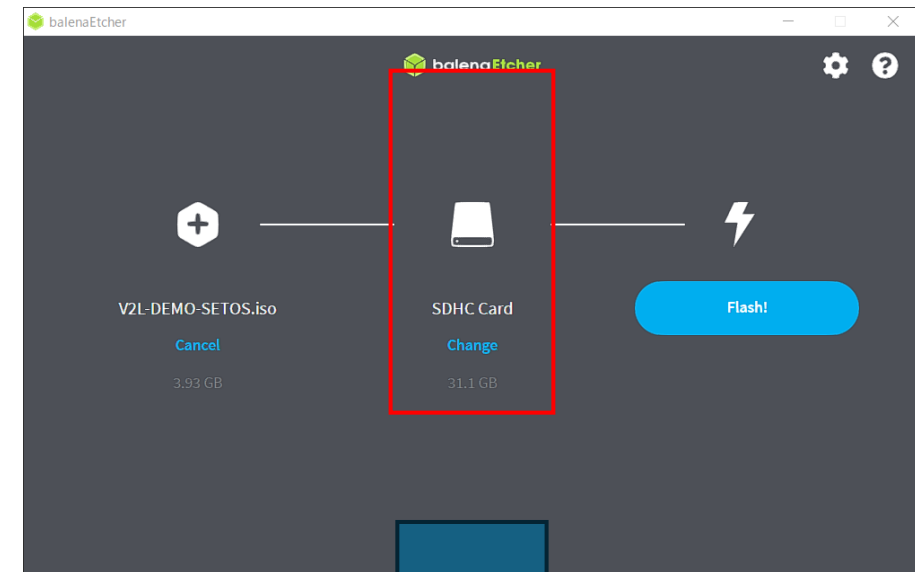 balenaEtcher
balenaEtcher
V2L-DEMO-SETOS.iso
Cancel
3.93 GB
SDHC Card
Change
31.1 GB
Flash!